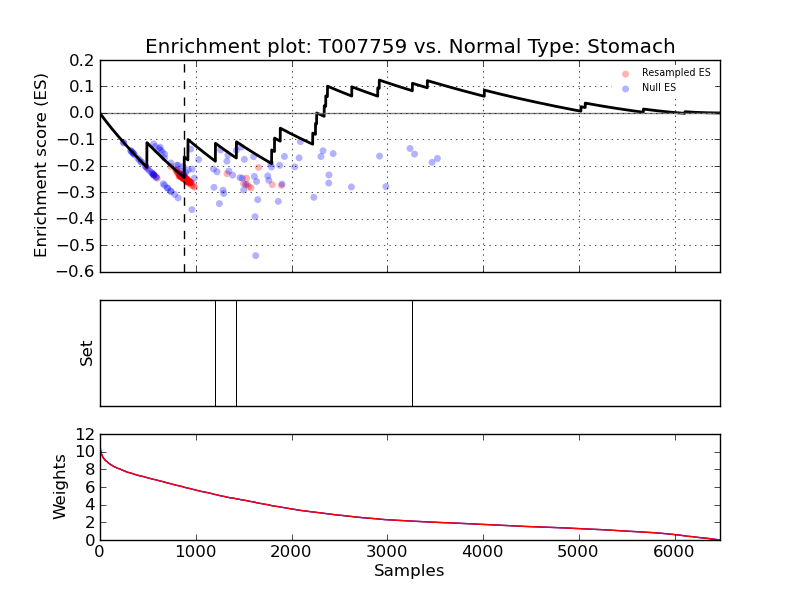 Enrichment plot: T007759 vs. Normal Type: Stomach
Enrichment score (ES)
0.2
0.1
0.0
−0.1
−0.2
−0.3
−0.4
−0.5
−0.6
Resampled ES
Null ES
Set
Weights
12
10
8
6
4
2
0
0 1000 2000 3000 4000 5000 6000
Samples